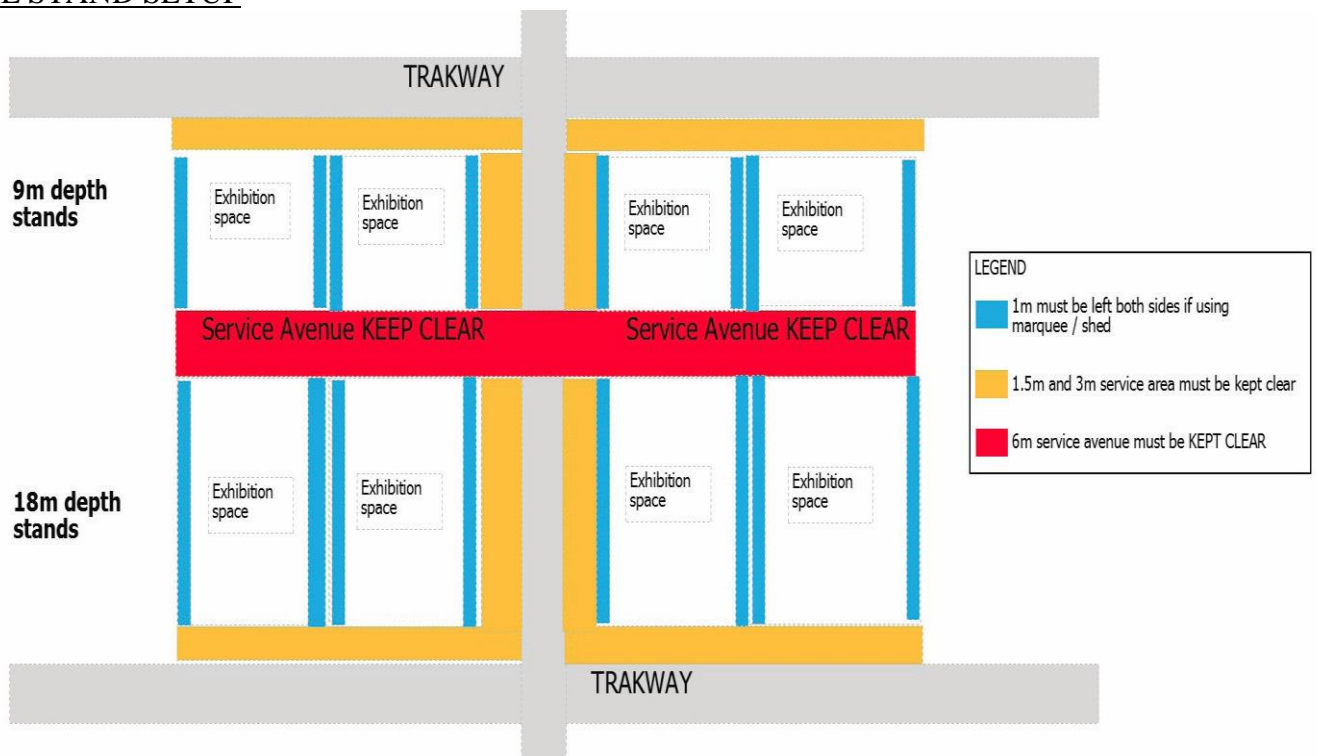 E STAND SETUP
TRAKWAY
9m depth
stands
Exhibition
space
Exhibition
space
Exhibition
space
Exhibition
space
LEGEND
1m must be left both sides if using
marquee / shed
Service Avenue KEEP CLEAR
Service Avenue KEEP CLEAR
1.5m and 3m service area must be kept clear
6m service avenue must be KEPT CLEAR
18m depth
stands
Exhibition
space
Exhibition
space
Exhibition
space
Exhibition
space
TRAKWAY